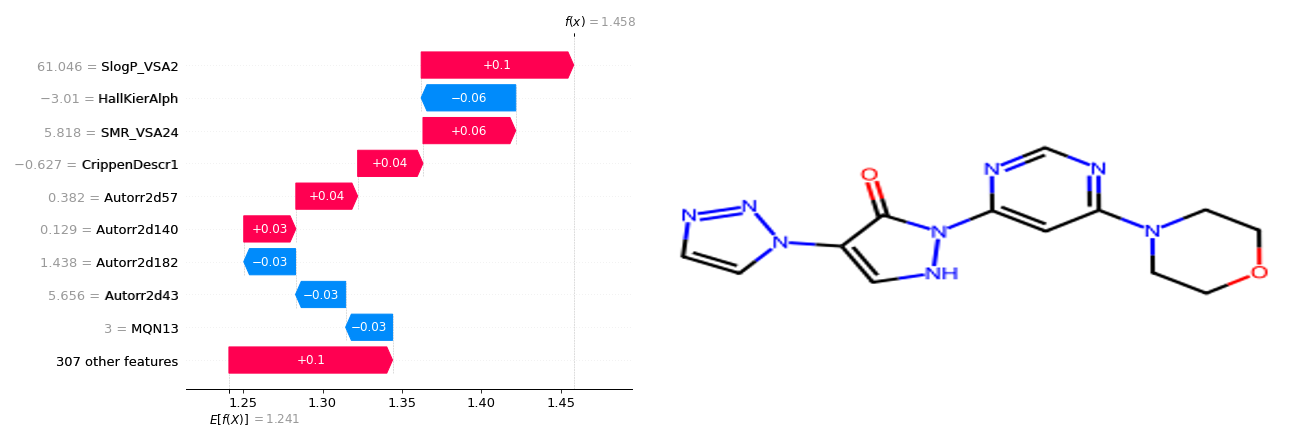 f(x) = 1.458
61.046 = SlogP_VSA2
+0.1
−3.01 = HallKierAlph
−0.06
5.818 = SMR_VSA24
+0.06
−0.627 = CrippenDescr1
+0.04
0.382 = Autorr2d57
+0.04
0.129 = Autorr2d140
+0.03
1.438 = Autorr2d182
−0.03
5.656 = Autorr2d43
−0.03
3 = MQN13
−0.03
307 other features
+0.1
1.25 1.30 1.35 1.40 1.45
E[f(X)] = 1.241
O
N N
N N
N
N
N
NH
N
O